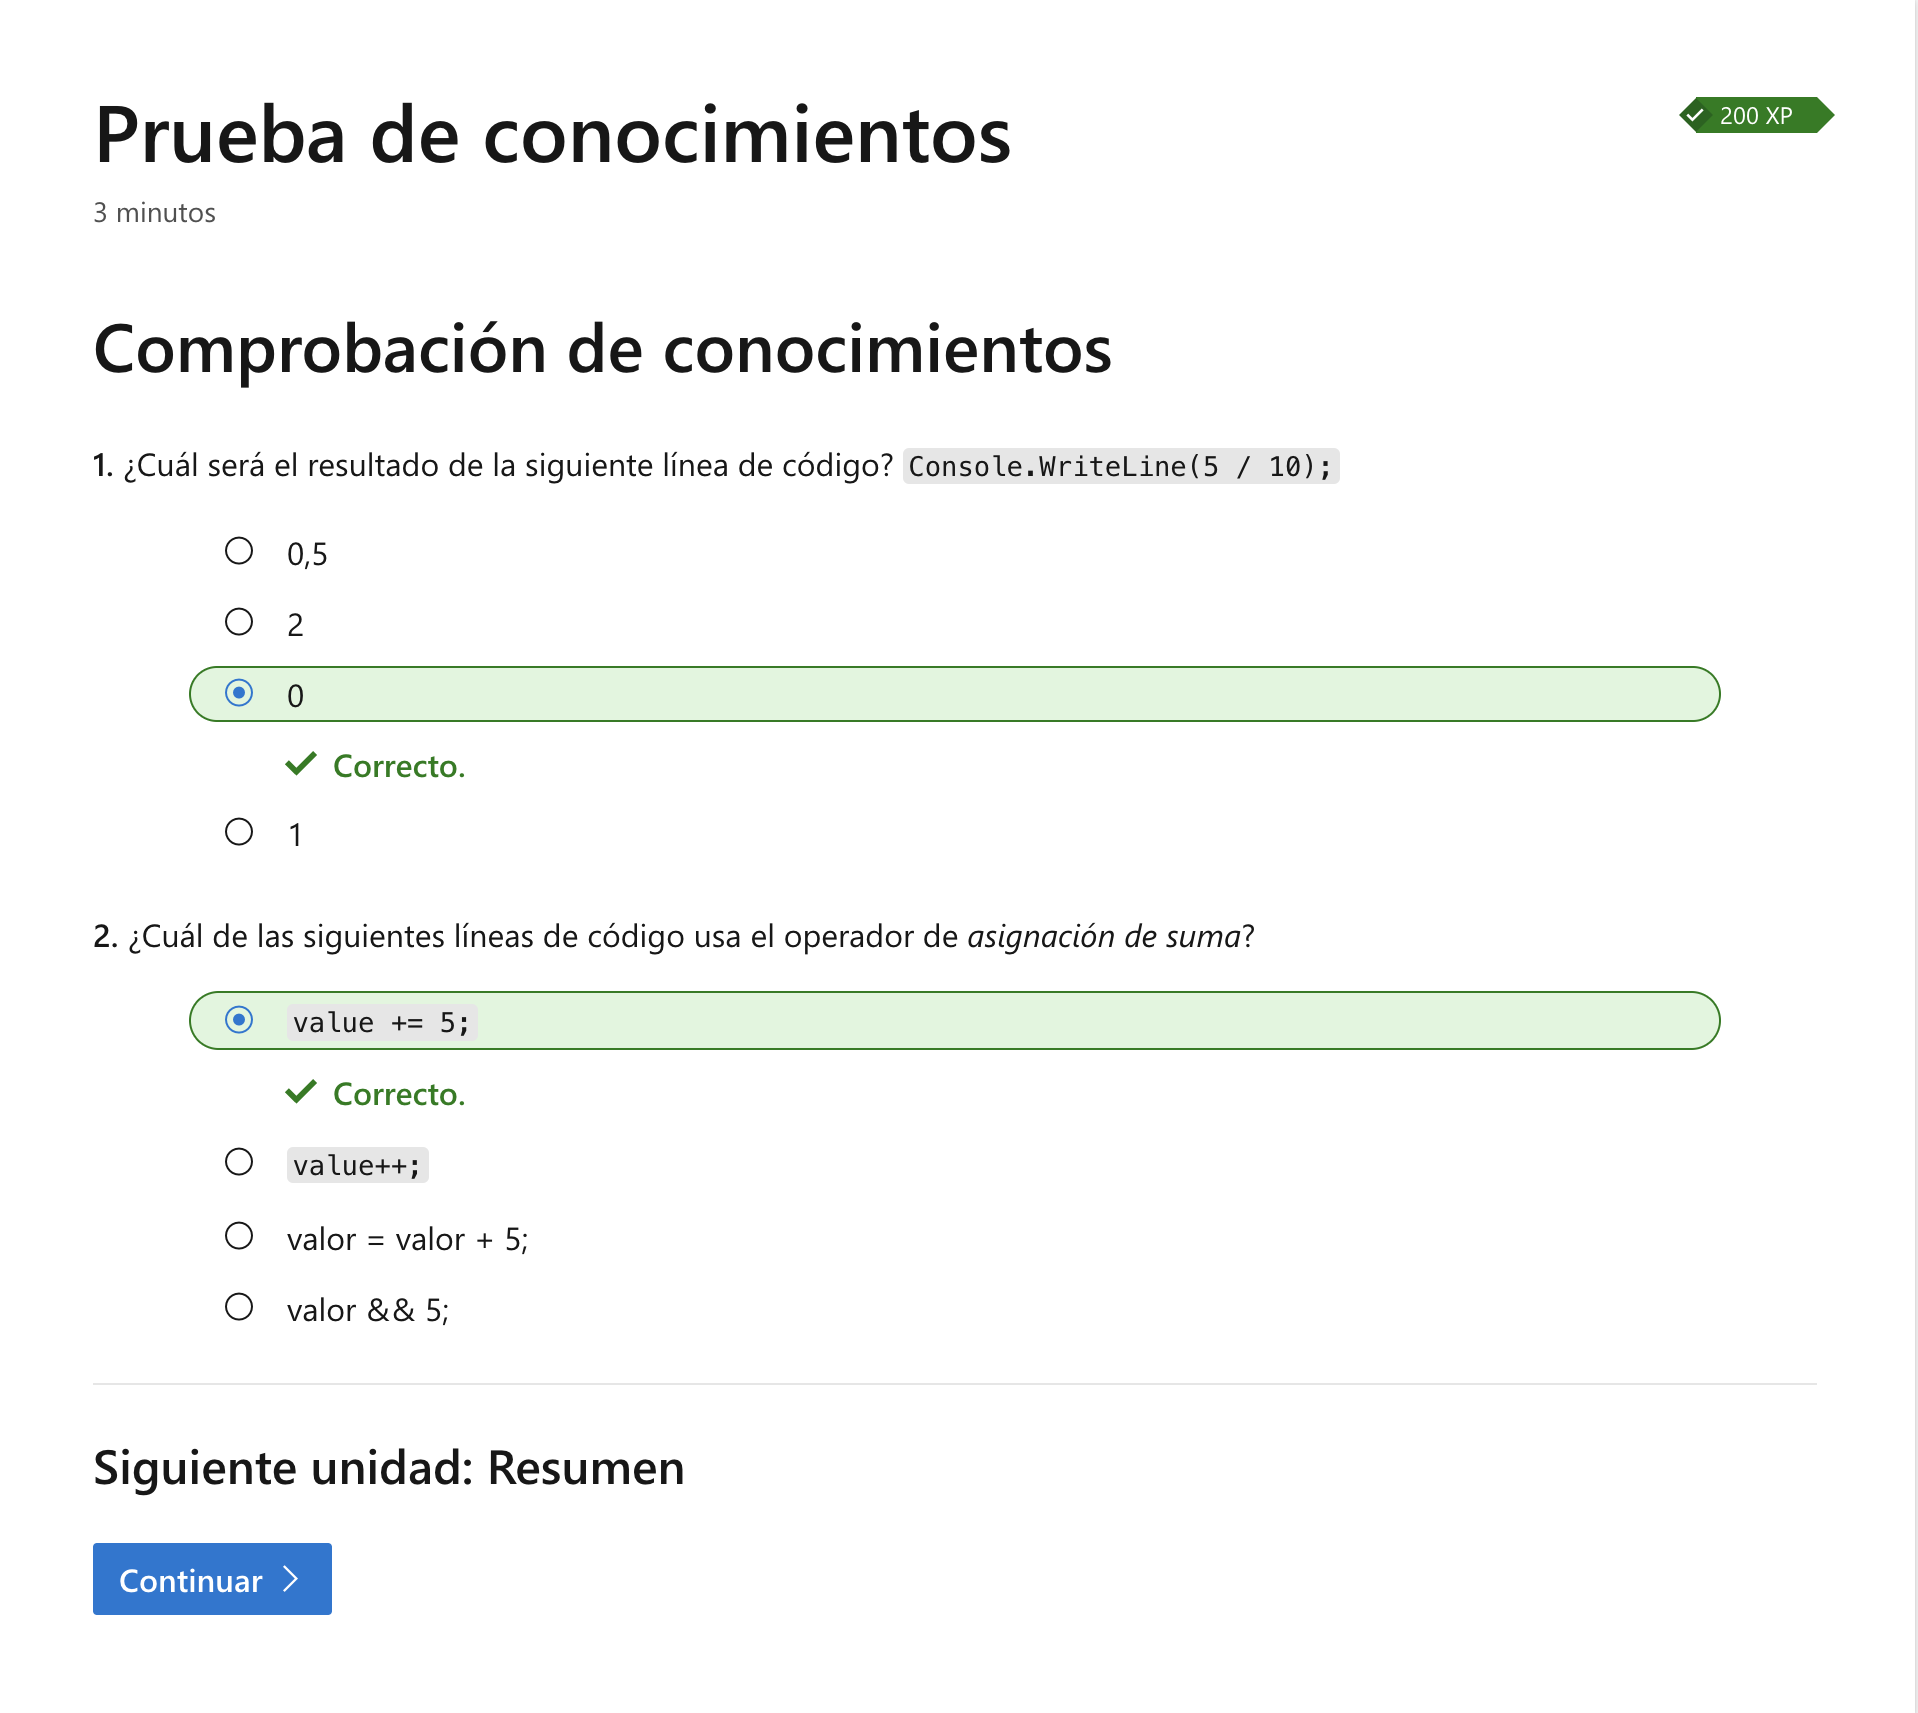 Prueba de conocimientos
200 XP
3 minutos
Comprobación de conocimientos
1. ¿Cuál será el resultado de la siguiente línea de código? Console.WriteLine(5 / 10);
0,5
2
0
Correcto.
1
2. ¿Cuál de las siguientes líneas de código usa el operador de asignación de suma?
value += 5;
Correcto.
value++;
valor = valor + 5;
valor && 5;
Siguiente unidad: Resumen
Continuar